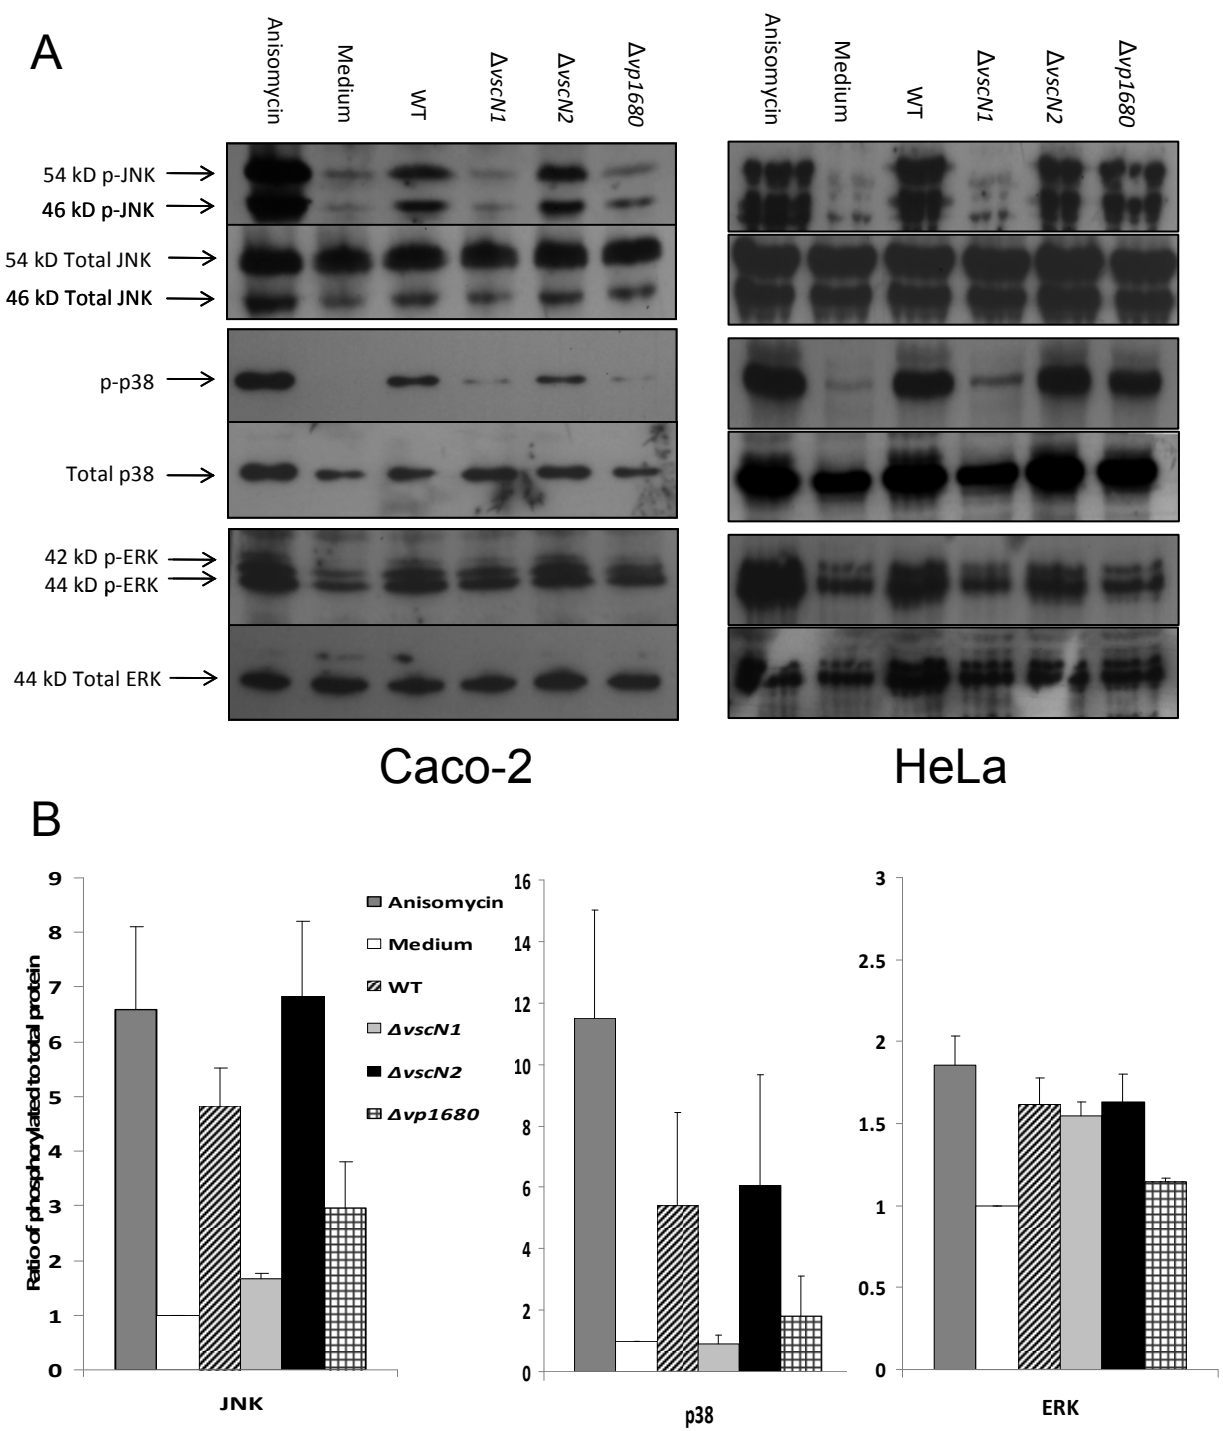 A
Anisomycin
Medium
WT
ΔvscN1
ΔvscN2
Δvp1680
Anisomycin
Medium
WT
ΔvscN1
ΔvscN2
Δvp1680
54 kD p-JNK
46 kD p-JNK
54 kD Total JNK
46 kD Total JNK
p-p38
Total p38
42 kD p-ERK
44 kD p-ERK
44 kD Total ERK
Caco-2
HeLa
B
Ratio of phosphorylated to total protein
9
8
7
6
5
4
3
2
1
0
JNK
Anisomycin
Medium
WT
ΔvscN1
ΔvscN2
Δvp1680
16
14
12
10
8
6
4
2
0
p38
3
2.5
2
1.5
1
0.5
0
ERK